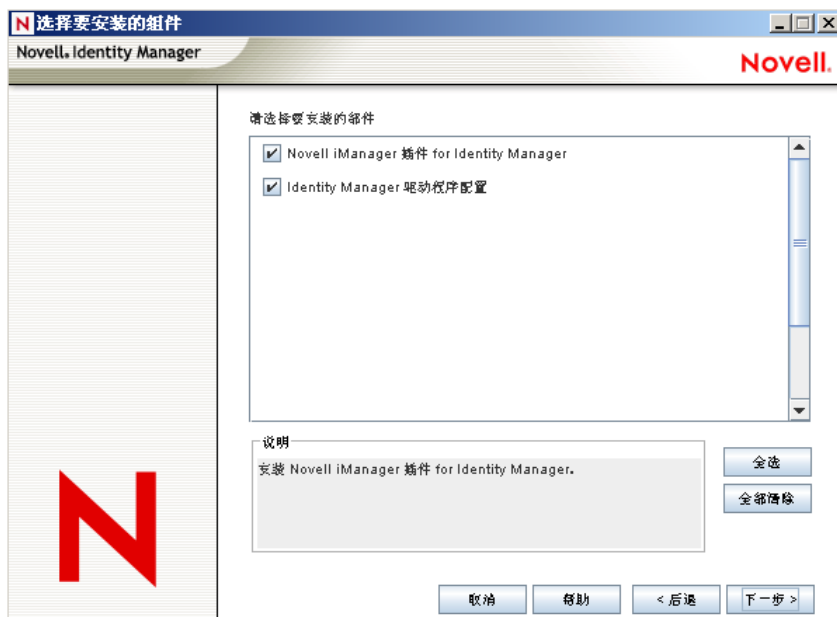 选择要安装的组件
Novell. Identity Manager
Novell.
请选择要安装的部件
Novell iManager 插件 for Identity Manager
Identity Manager 驱动程序配置
说明
安装 Novell iManager 插件 for Identity Manager.
全选
全部清除
取消
帮助
< 后退
下一步 >